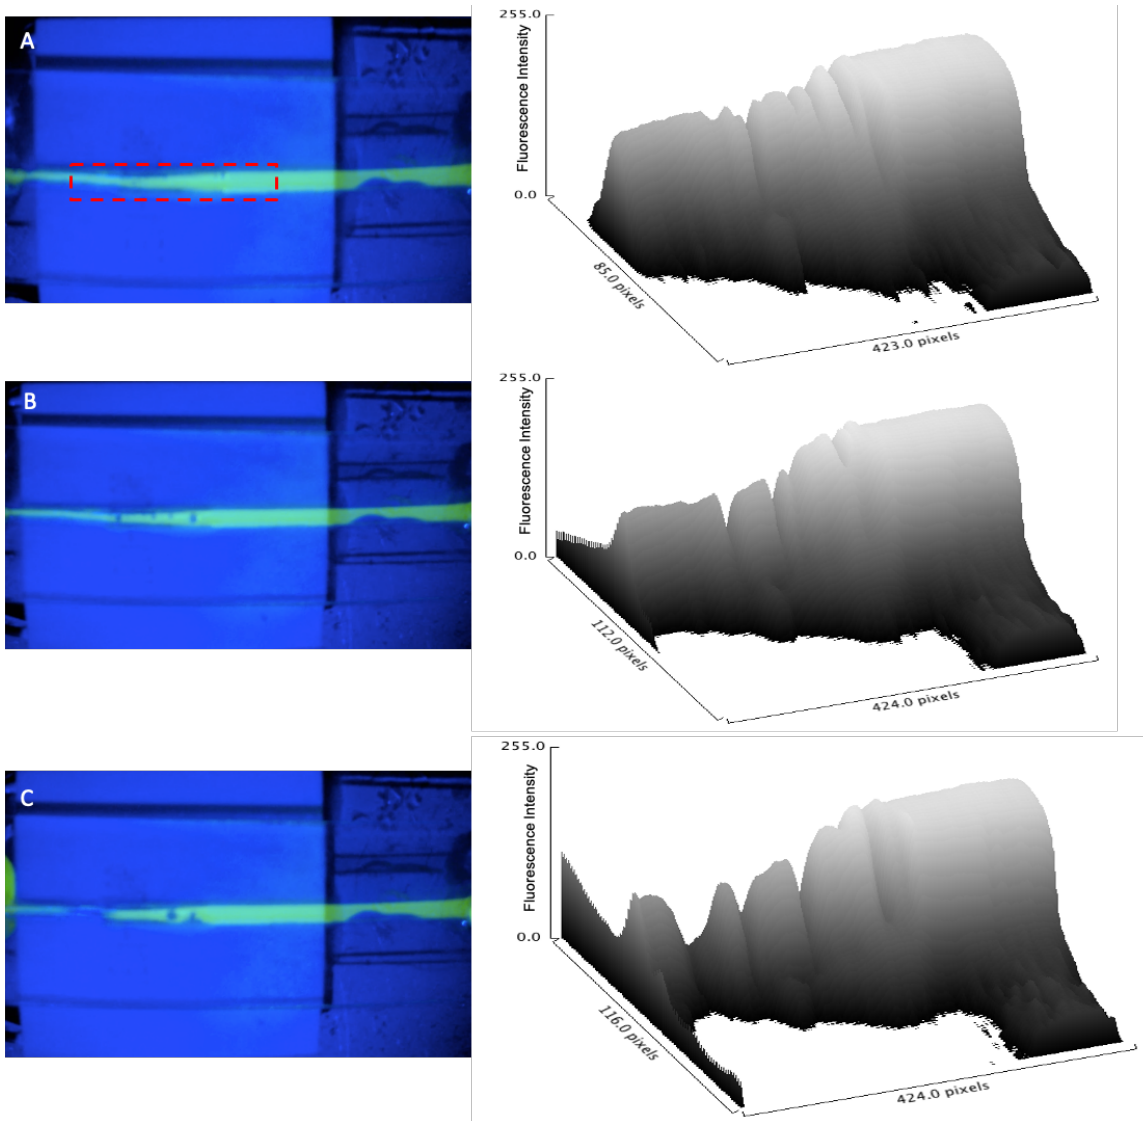 A
255.0
Fluorescence Intensity
0.0
85.0 pixels
423.0 pixels
B
255.0
Fluorescence Intensity
0.0
112.0 pixels
424.0 pixels
C
255.0
Fluorescence Intensity
0.0
116.0 pixels
424.0 pixels